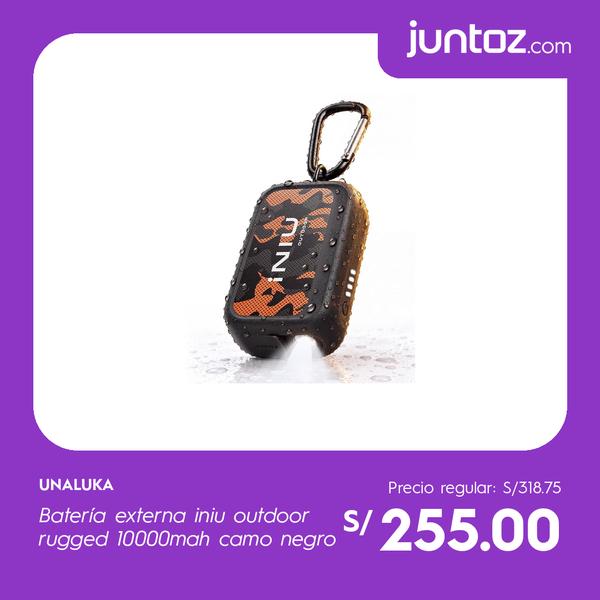 juntoz.com
iNIU
OUTDOOR
UNALUKA
Batería externa iniu outdoor
rugged 10000mah camo negro
Precio regular: S/318.75
S/ 255.00